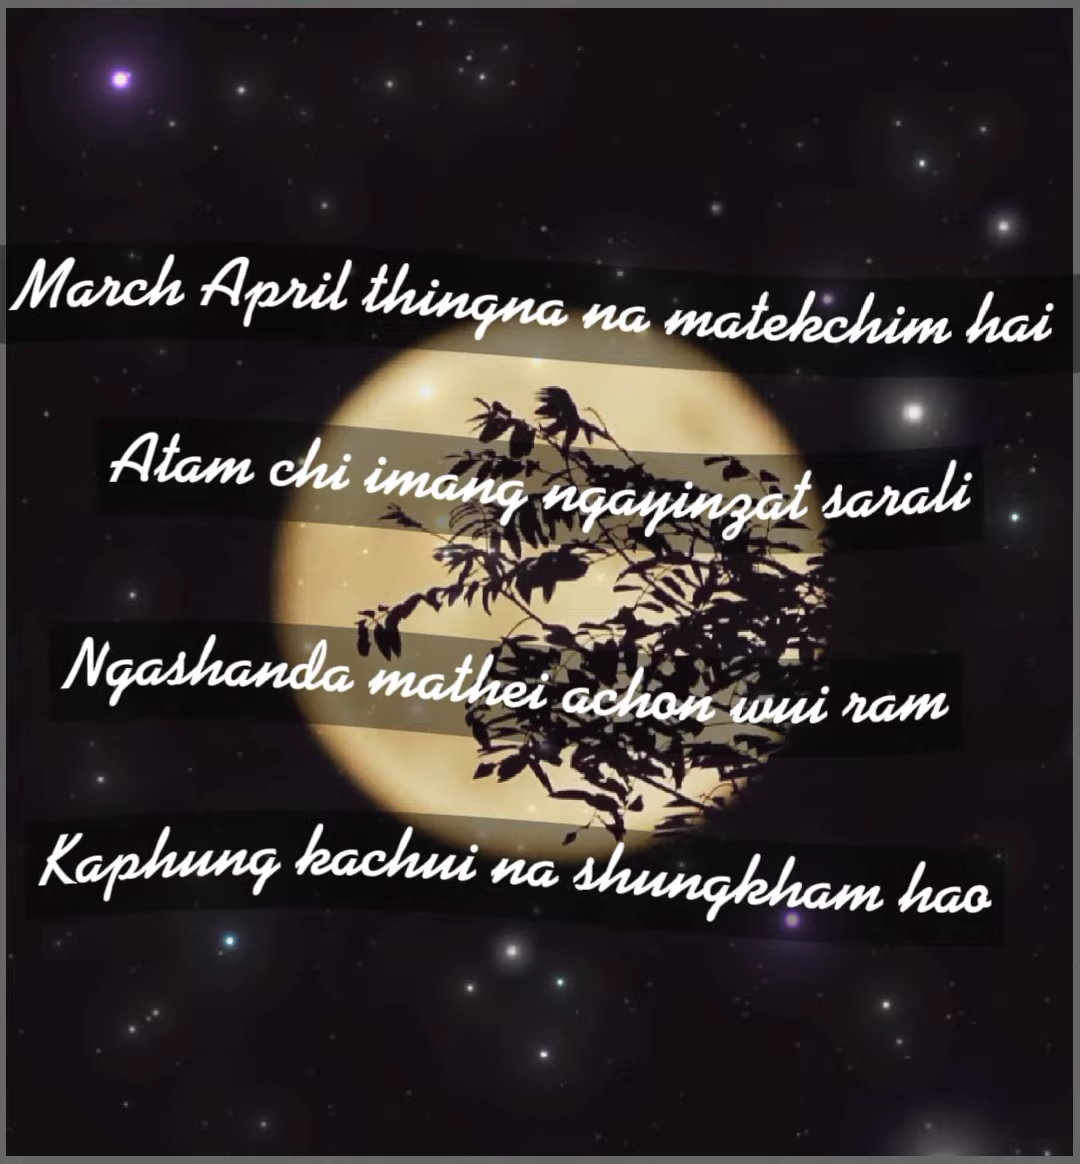 March April thingna na matekchim hai
Atam chi imang ngayinzat sarali
Ngashanda mathei achon wui ram
Kaphung kachui na shungkham hao